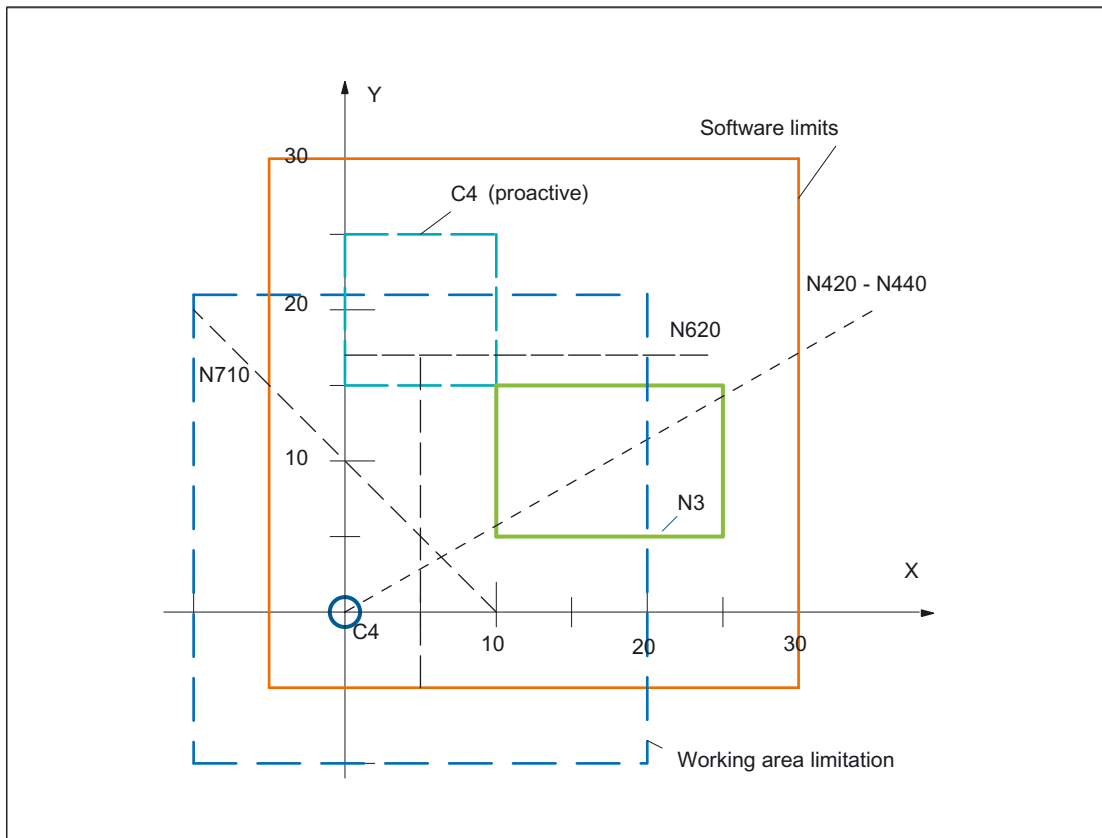 Y
Software limits
30
C4 (proactive)
N420 - N440
20
N620
N710
10
N3
X
C4
10
20
30
Working area limitation